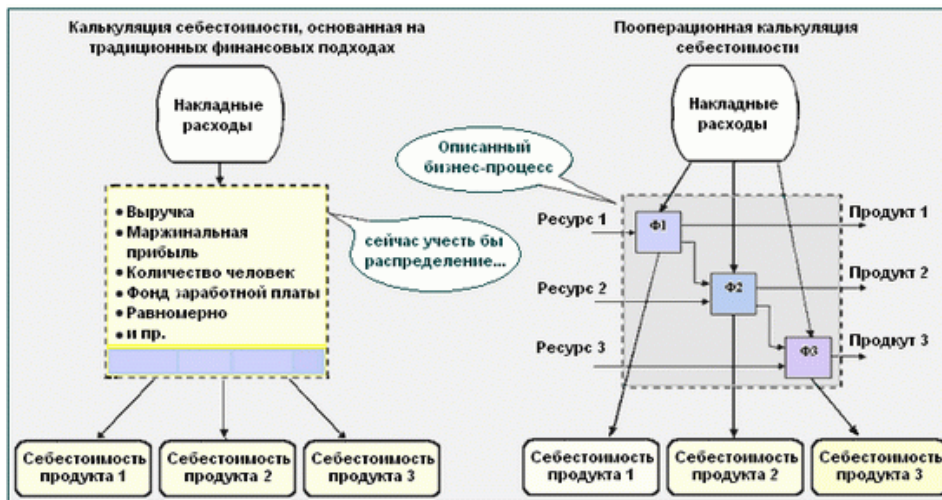 Калькуляция себестоимости, основанная на
традиционных финансовых подходах
Накладные
расходы
• Выручка
• Маржинальная
прибыль
• Количество человек
• Фонд заработной платы
• Равномерно
• и пр.
сейчас учесть бы
распределение...
Себестоимость
продукта 1
Себестоимость
продукта 2
Себестоимость
продукта 3
Пооперационная калькуляция
себестоимости
Накладные
расходы
Описанный
бизнес-процесс
Ресурс 1
Ф1
Продукт 1
Ресурс 2
Ф2
Продукт 2
Ресурс 3
Ф3
Продкут 3
Себестоимость
продукта 1
Себестоимость
продукта 2
Себестоимость
продукта 3